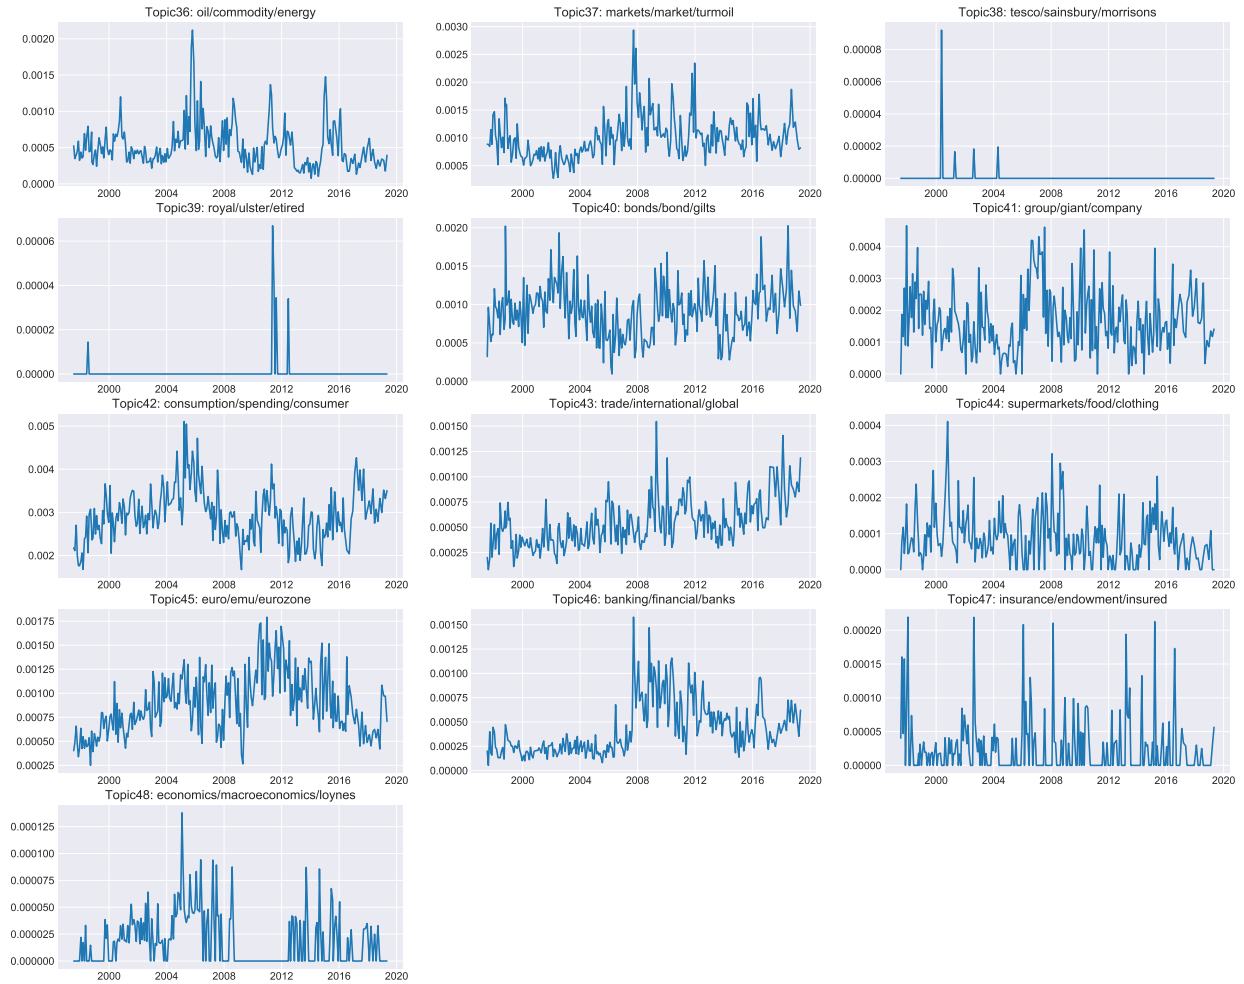 Topic36: oil/commodity/energy
0.0020
0.0015
0.0010
0.0005
0.0000
2000 2004 2008 2012 2016 2020
Topic37: markets/market/turmoil
0.0030
0.0025
0.0020
0.0015
0.0010
0.0005
2000 2004 2008 2012 2016 2020
Topic38: tesco/sainsbury/morrisons
0.00008
0.00006
0.00004
0.00002
0.00000
2000 2004 2008 2012 2016 2020
Topic39: royal/ulster/etired
0.00006
0.00004
0.00002
0.00000
2000 2004 2008 2012 2016 2020
Topic40: bonds/bond/gilts
0.0020
0.0015
0.0010
0.0005
0.0000
2000 2004 2008 2012 2016 2020
Topic41: group/giant/company
0.0004
0.0003
0.0002
0.0001
0.0000
2000 2004 2008 2012 2016 2020
Topic42: consumption/spending/consumer
0.005
0.004
0.003
0.002
2000 2004 2008 2012 2016 2020
Topic43: trade/international/global
0.00150
0.00125
0.00100
0.00075
0.00050
0.00025
2000 2004 2008 2012 2016 2020
Topic44: supermarkets/food/clothing
0.0004
0.0003
0.0002
0.0001
0.0000
2000 2004 2008 2012 2016 2020
Topic45: euro/emu/eurozone
0.00175
0.00150
0.00125
0.00100
0.00075
0.00050
0.00025
2000 2004 2008 2012 2016 2020
Topic46: banking/financial/banks
0.00150
0.00125
0.00100
0.00075
0.00050
0.00025
0.00000
2000 2004 2008 2012 2016 2020
Topic47: insurance/endowment/insured
0.00020
0.00015
0.00010
0.00005
0.00000
2000 2004 2008 2012 2016 2020
Topic48: economics/macroeconomics/loynes
0.000125
0.000100
0.000075
0.000050
0.000025
0.000000
2000 2004 2008 2012 2016 2020